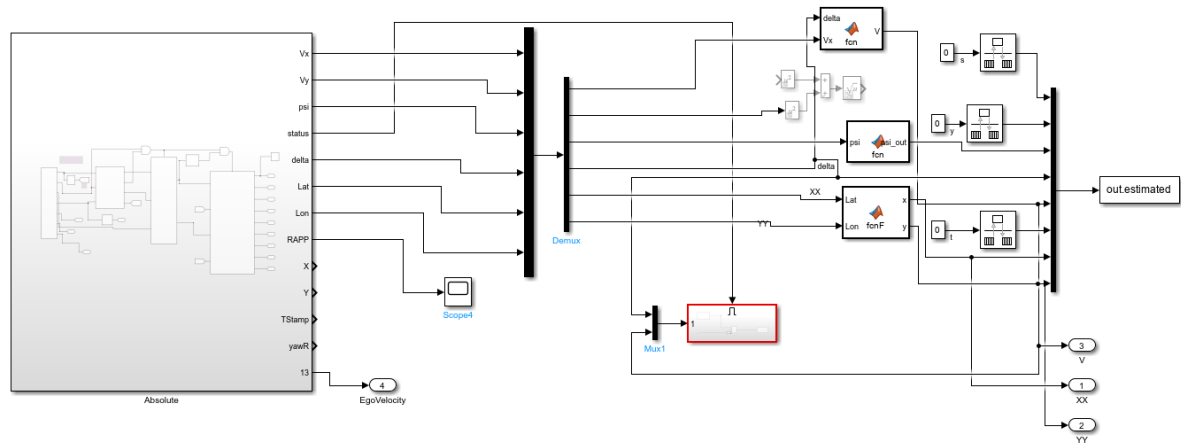 Vx
Vy
psi
status
delta
Lat
Lon
RAPP
X
Y
TStamp
yawR
13
Absolute
4
EgoVelocity
Scope4
Demux
Mux1
1
delta
Vx
V
fcn
psi
psi_out
fcn
delta
XX
YY
Lat
Lon
x
y
fcnF
0
s
0
y
0
t
out.estimated
3
V
1
XX
2
YY